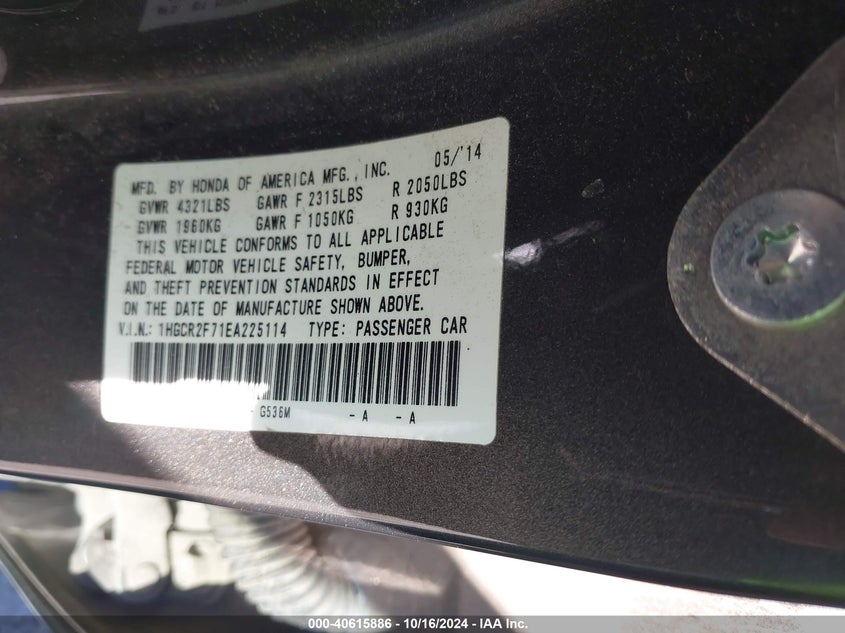 MFD. BY HONDA OF AMERICA MFG., INC. 05/'14
GVWR 4321LBS GAWR F 2315LBS R 2050LBS
GVWR 1960KG GAWR F 1050KG R 930KG
THIS VEHICLE CONFORMS TO ALL APPLICABLE
FEDERAL MOTOR VEHICLE SAFETY, BUMPER,
AND THEFT PREVENTION STANDARDS IN EFFECT
ON THE DATE OF MANUFACTURE SHOWN ABOVE.
V.I.N.: 1HGCR2F71EA225114 TYPE: PASSENGER CAR
- G536M - A - A
000-40615886 - 10/16/2024 - IAA Inc.